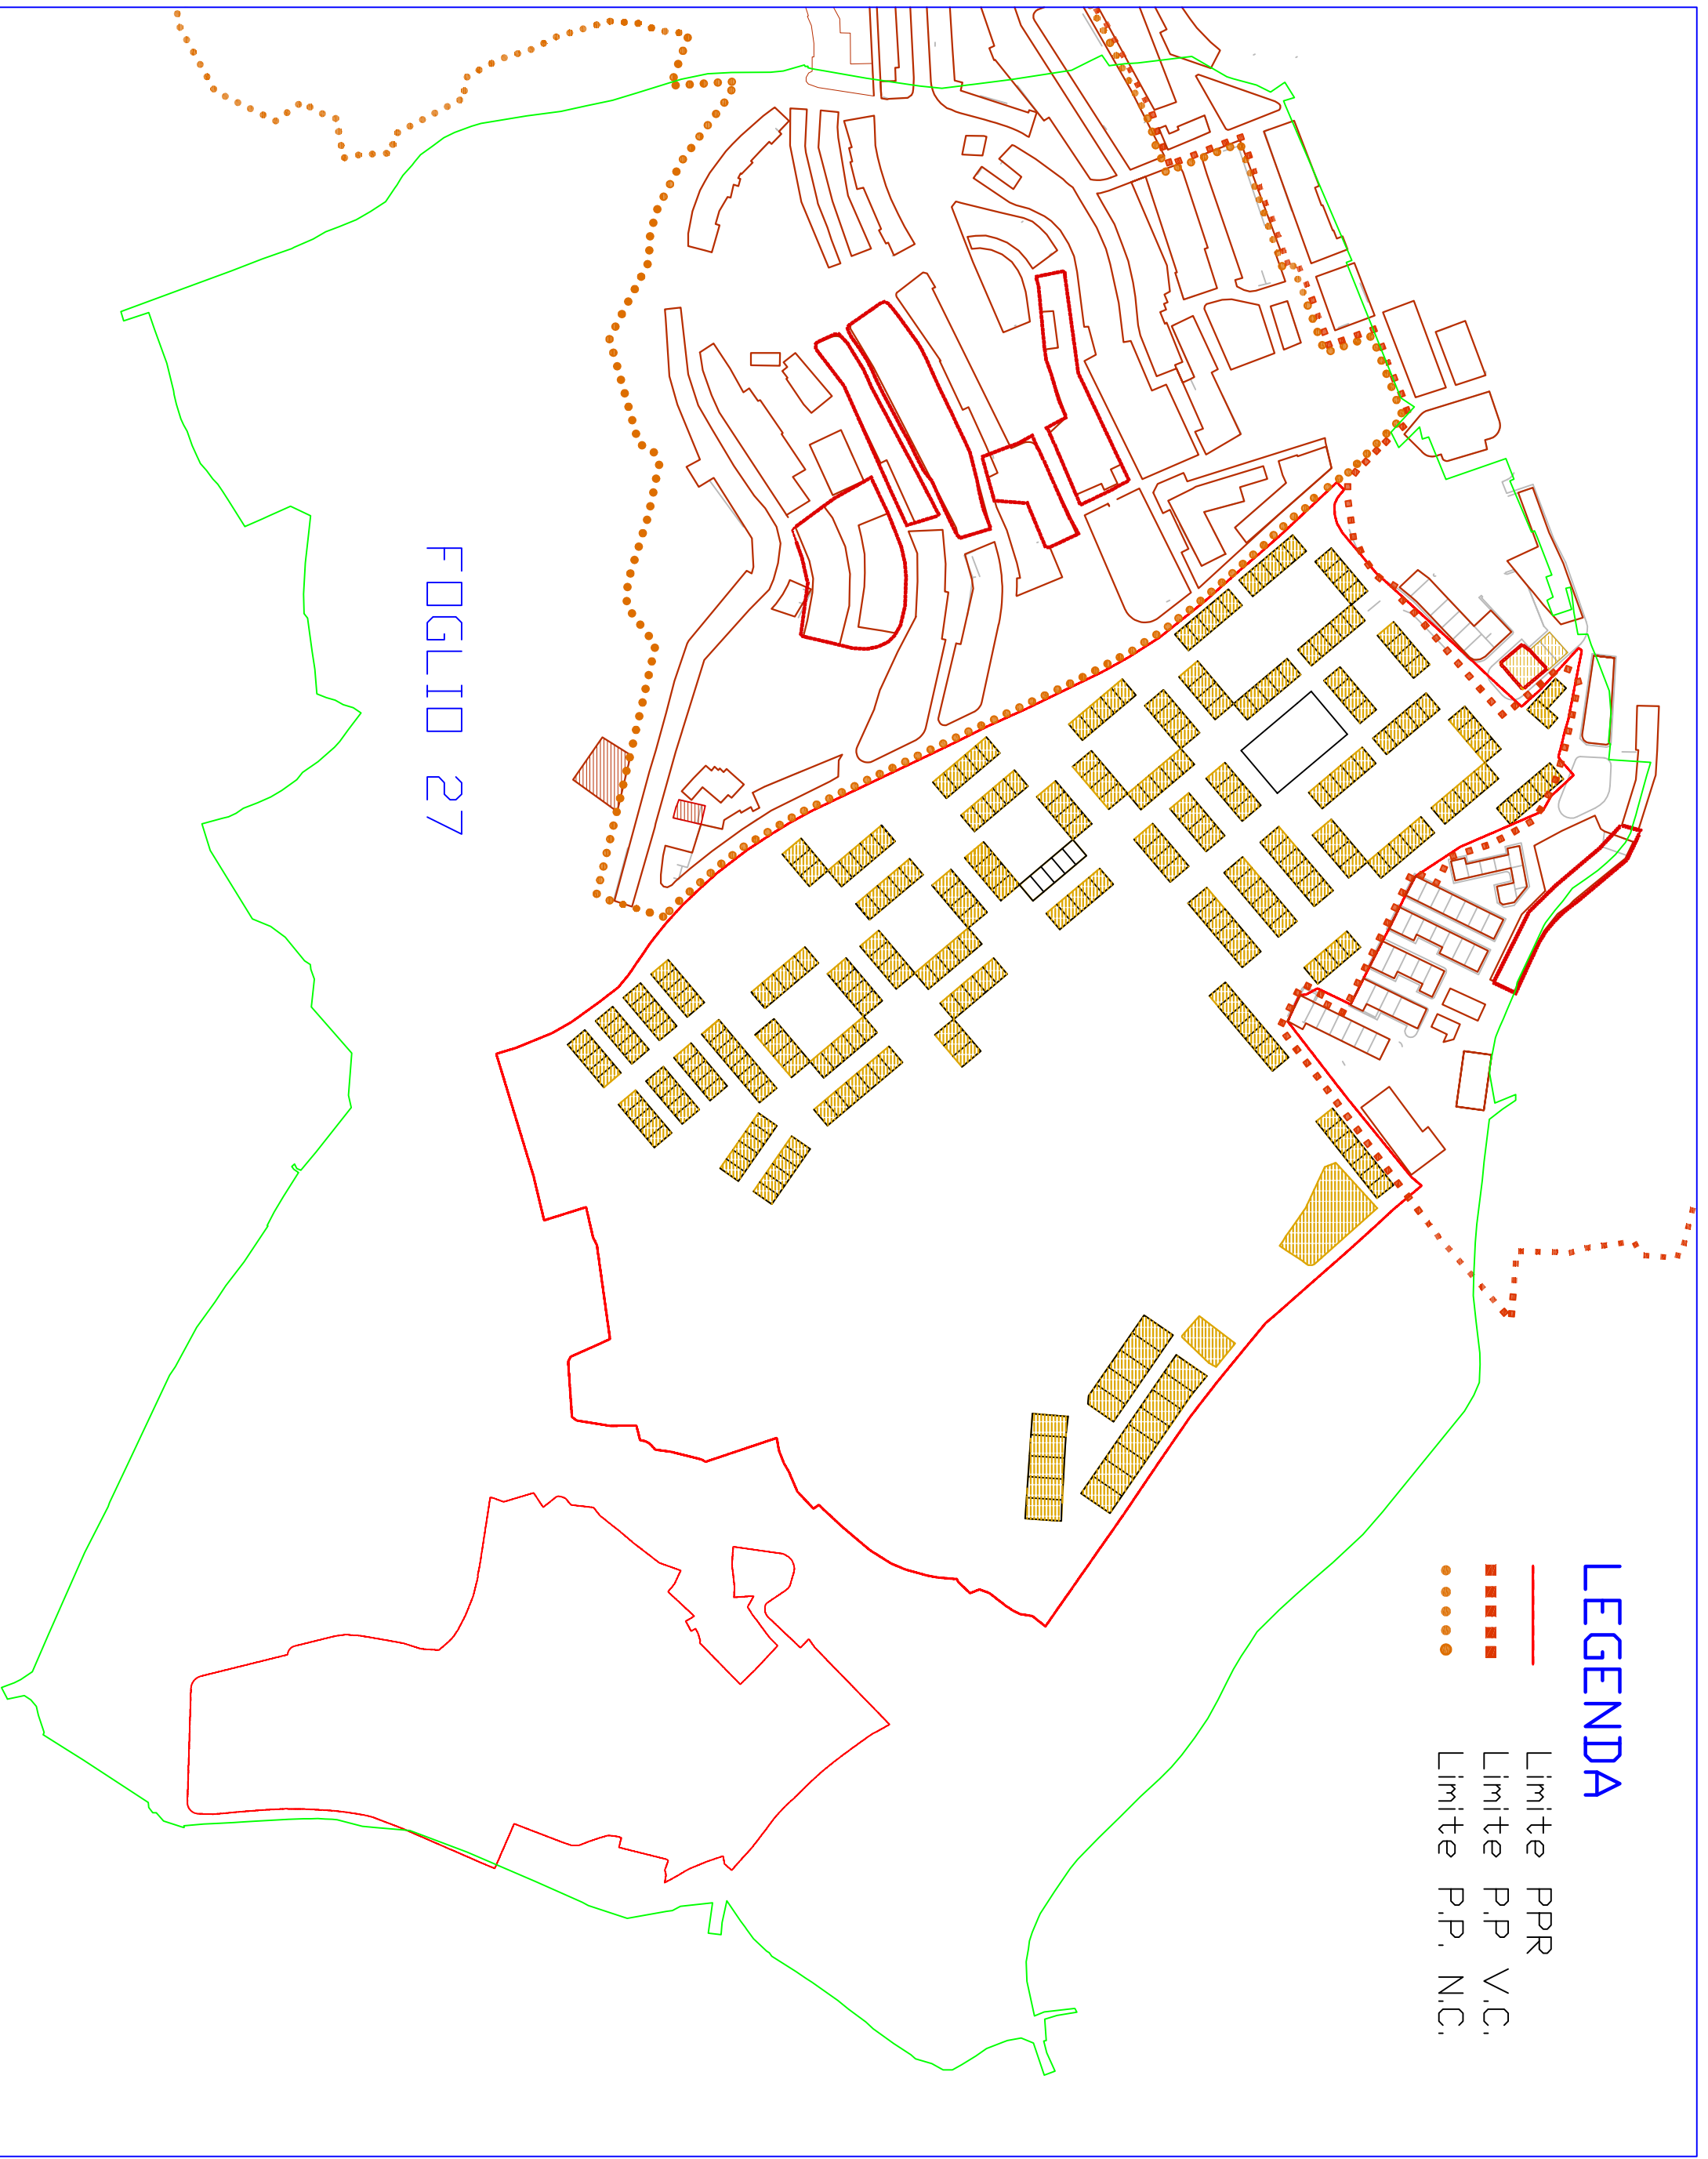 LEGENDA
Limite PPR
Limite P.P V.C.
Limite P.P. N.C.
FOGLIO 27